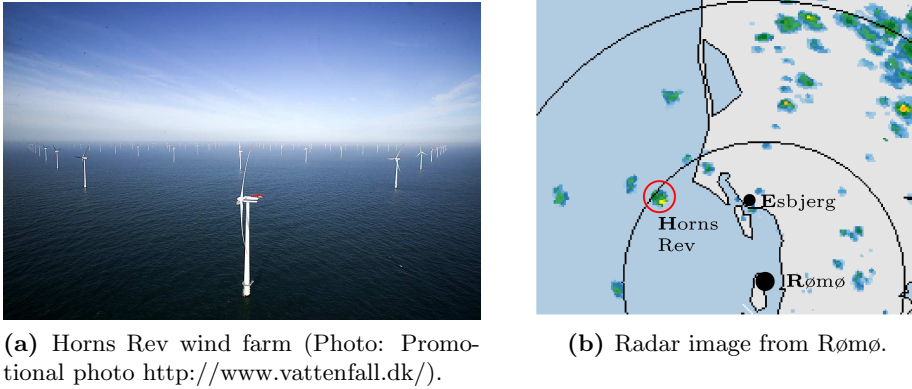 Esbjerg
Horns
Rev
Rømø
(a) Horns Rev wind farm (Photo: Promo-
tional photo http://www.vattenfall.dk/).
(b) Radar image from Rømø.